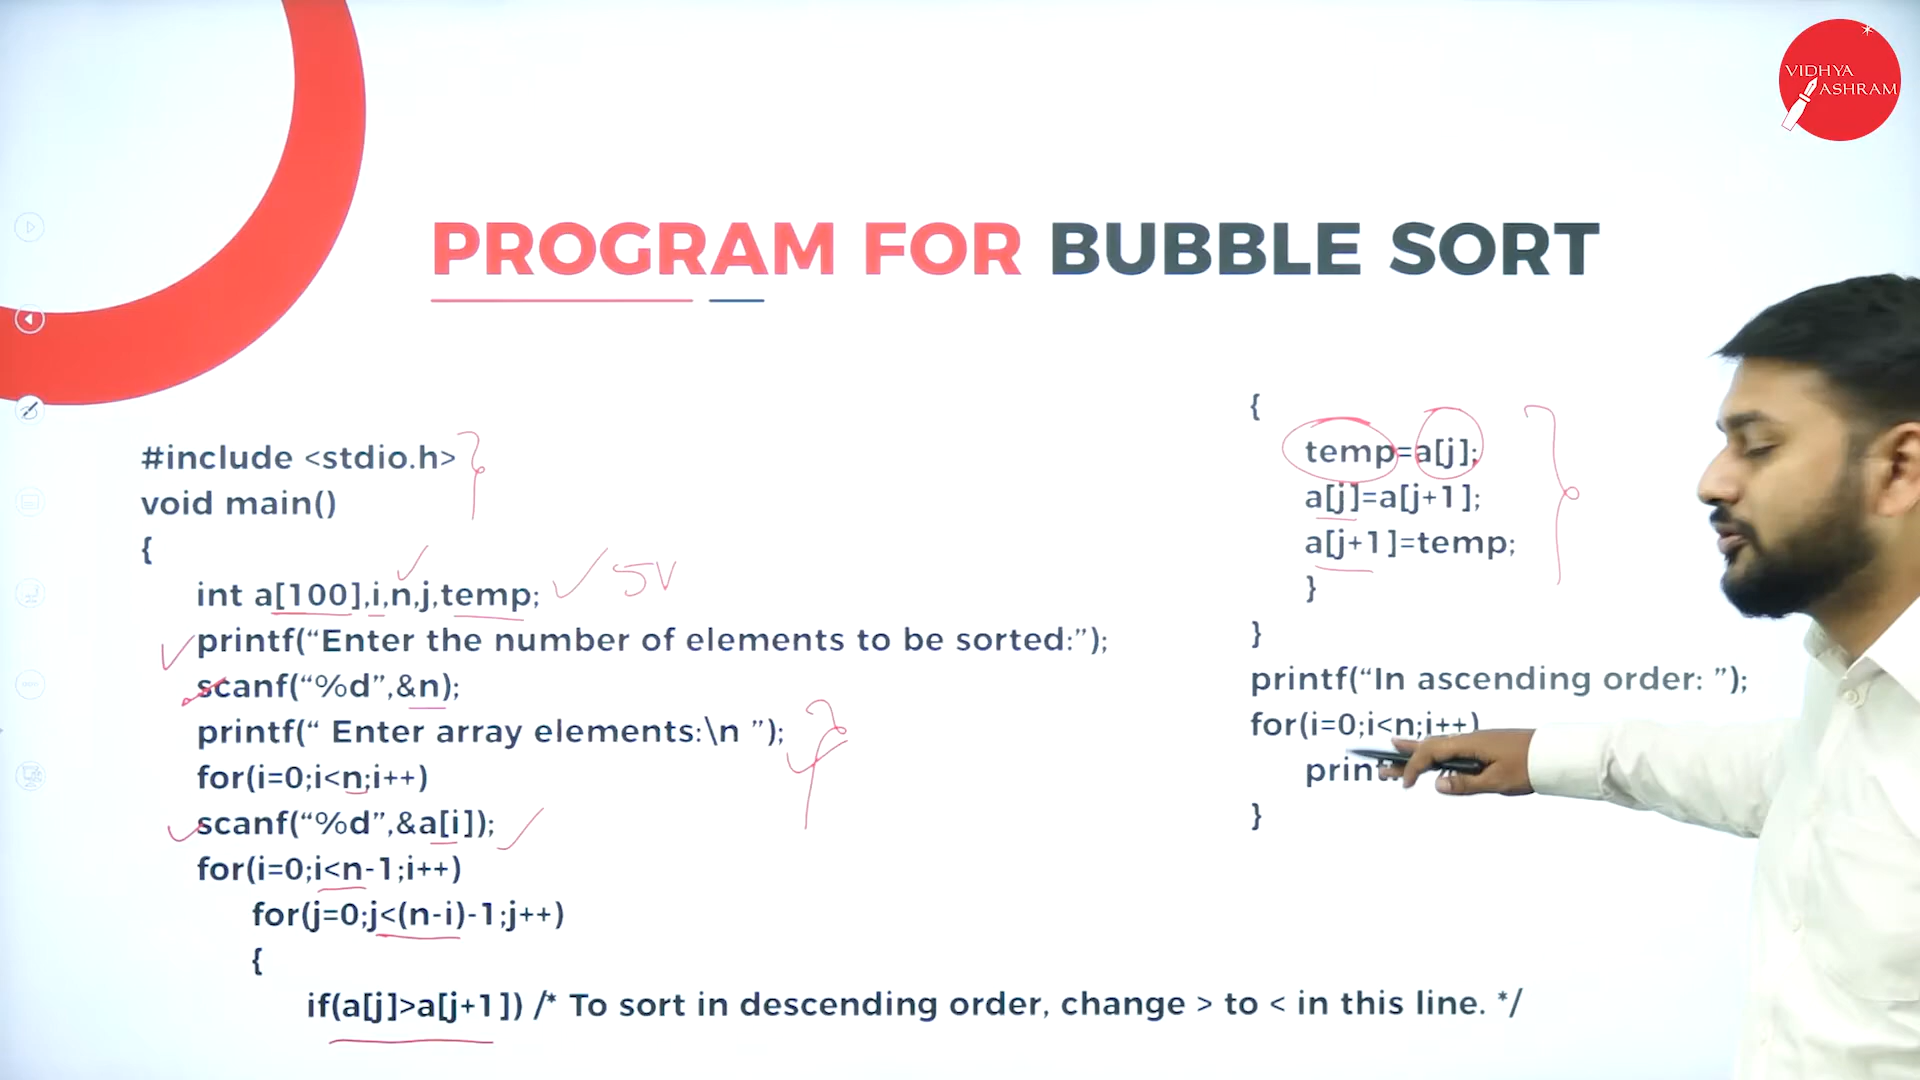 VIDHYA
ASHRAM
PROGRAM FOR BUBBLE SORT
#include <stdio.h>
void main()
{
int a[100],i,n,j,temp;
5V
printf(“Enter the number of elements to be sorted:”);
scanf(“%d”,&n);
printf(“ Enter array elements:\n ”);
for(i=0;i<n;i++)
scanf(“%d”,&a[i]);
for(i=0;i<n-1;i++)
for(j=0;j<(n-i)-1;j++)
{
if(a[j]>a[j+1]) /* To sort in descending order, change > to < in this line. */
{
temp=a[j];
a[j]=a[j+1];
a[j+1]=temp;
}
}
printf(“In ascending order: ”);
for(i=0;i<n;i++)
}